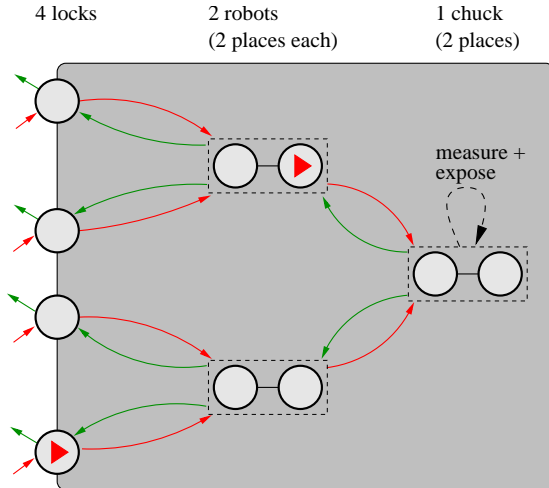 4 locks
2 robots
(2 places each)
1 chuck
(2 places)
measure +
expose